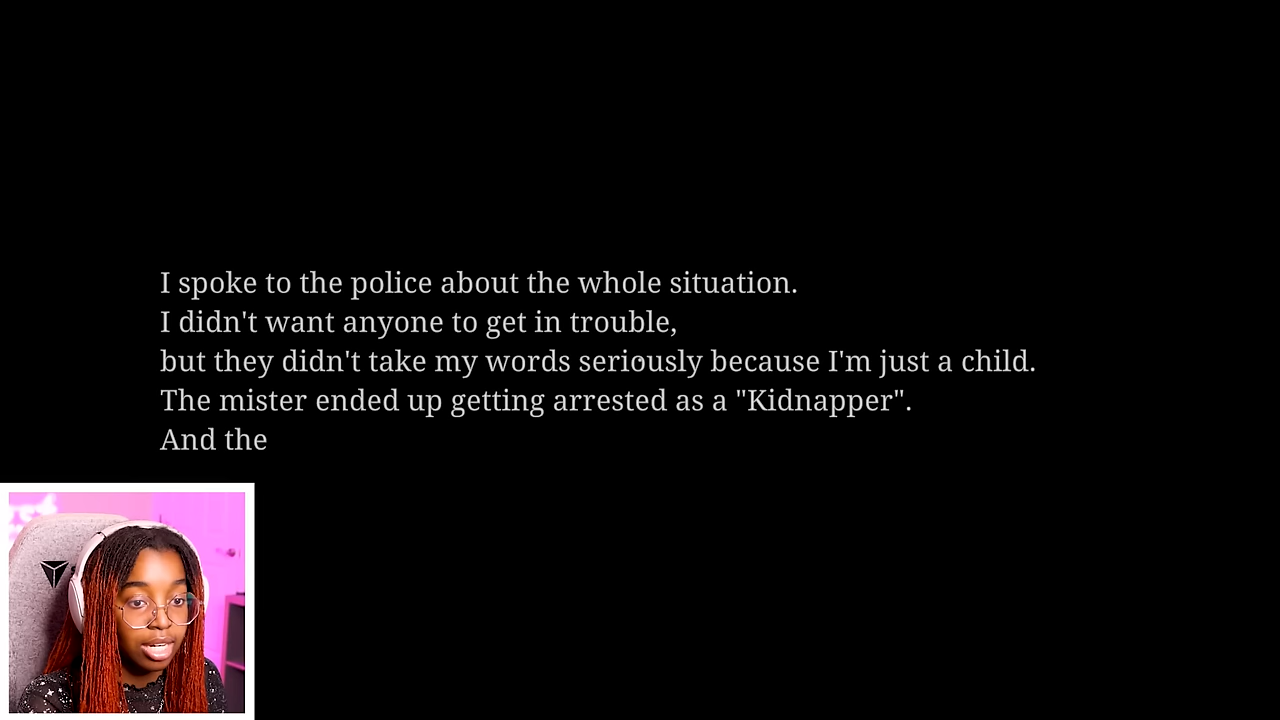 I spoke to the police about the whole situation.
I didn't want anyone to get in trouble,
but they didn't take my words seriously because I'm just a child.
The mister ended up getting arrested as a "Kidnapper".
And the